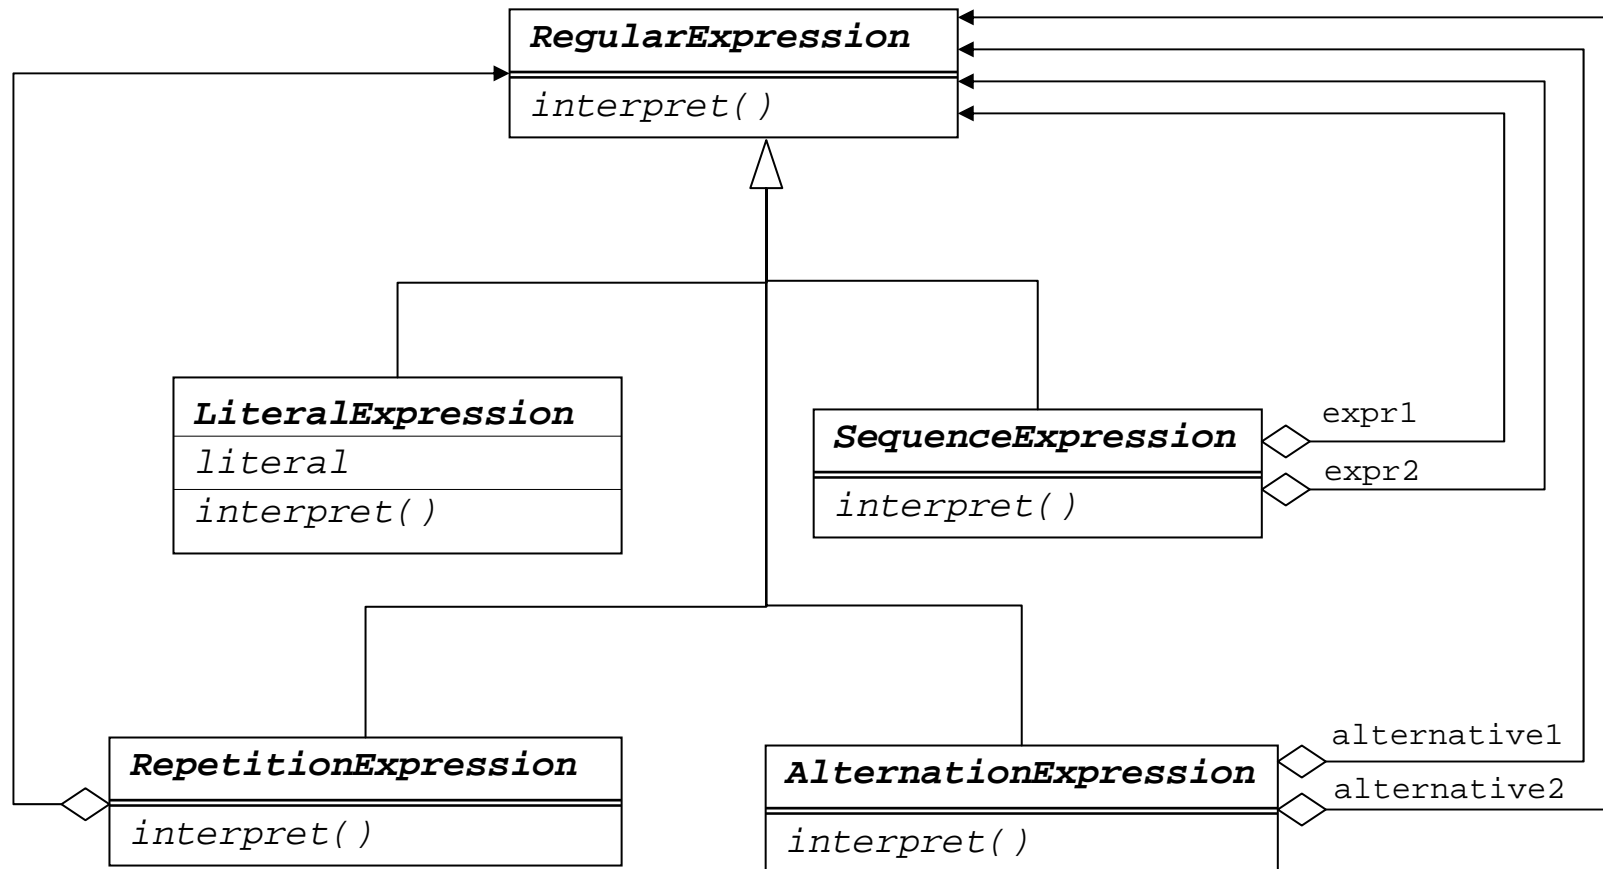 RegularExpression
interpret()
LiteralExpression
literal
interpret()
SequenceExpression
interpret()
expr1
expr2
RepetitionExpression
interpret()
AlternationExpression
interpret()
alternative1
alternative2